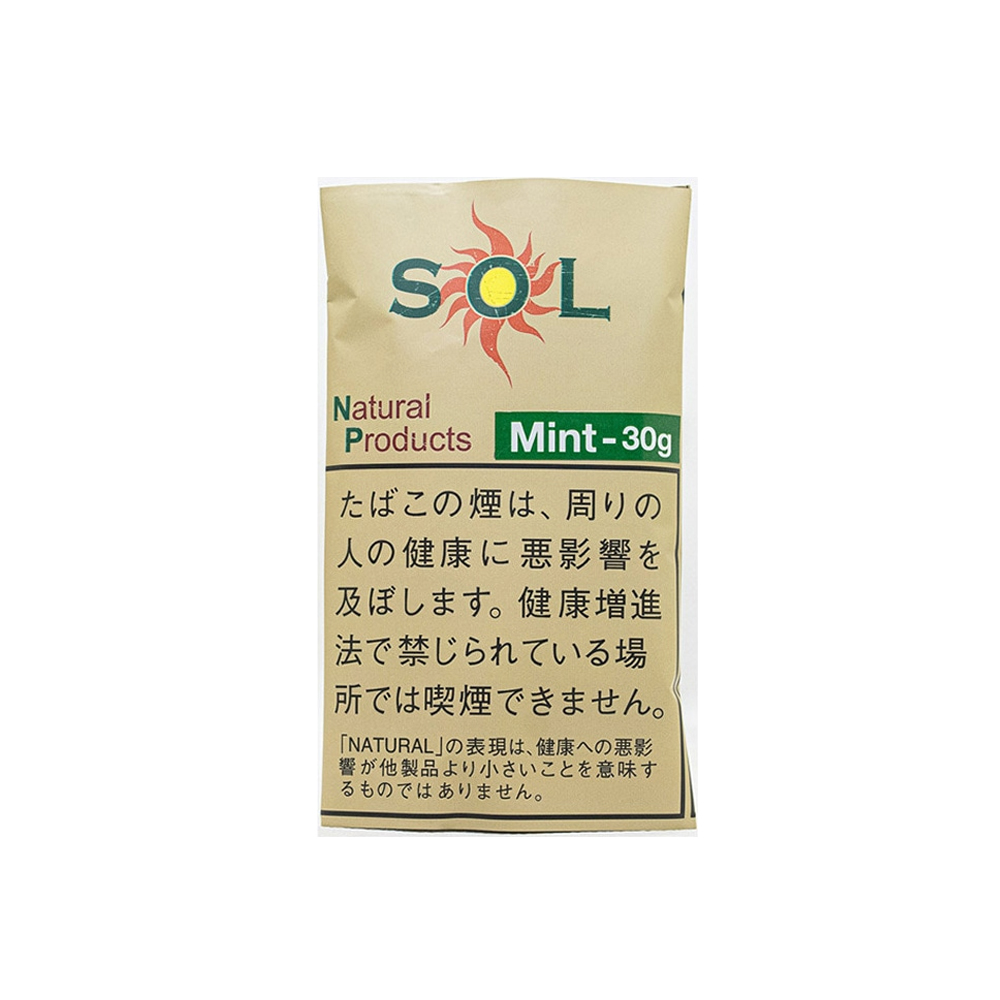 SOL
Natural
Products
Mint-30g
たばこの煙は、周りの
人の健康に悪影響を
及ぼします。健康増進
法で禁じられている場
所では喫煙できません。
「NATURAL」の表現は、健康への悪影
響が他製品より小さいことを意味す
るものではありません。